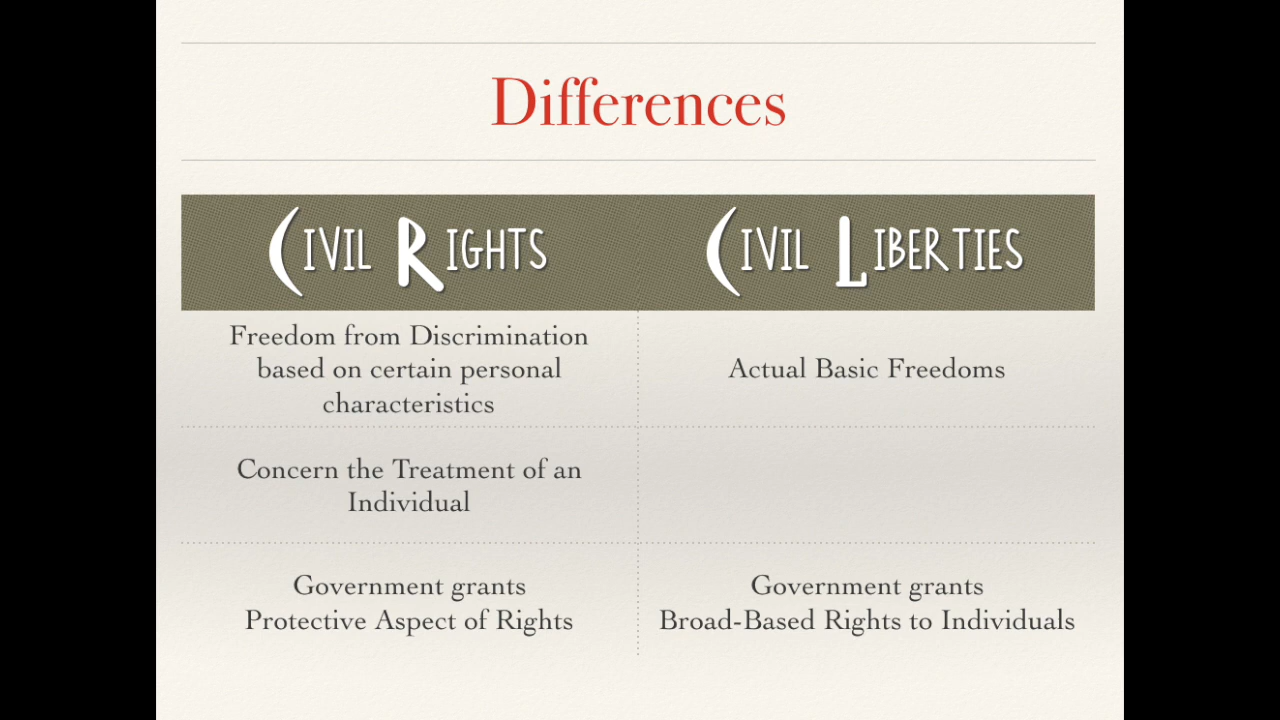 Differences
Civil Rights
Civil Liberties
Freedom from Discrimination
based on certain personal
characteristics
Actual Basic Freedoms
Concern the Treatment of an
Individual
Government grants
Protective Aspect of Rights
Government grants
Broad-Based Rights to Individuals